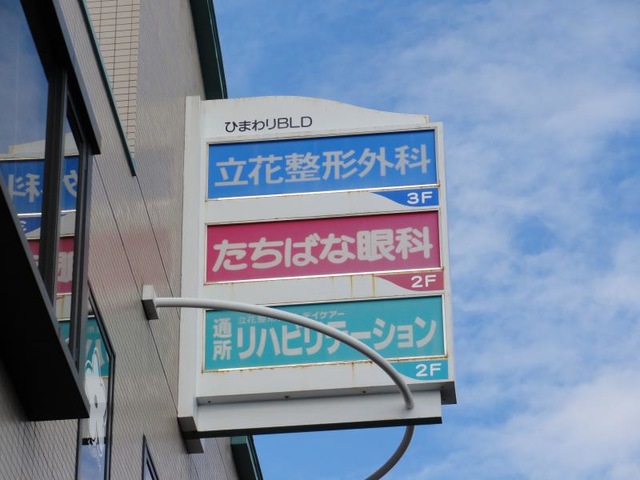 ひまわりBLD
立花整形外科
3F
たちばな眼科
2F
デイケアー
通所リハビリテーション
2F